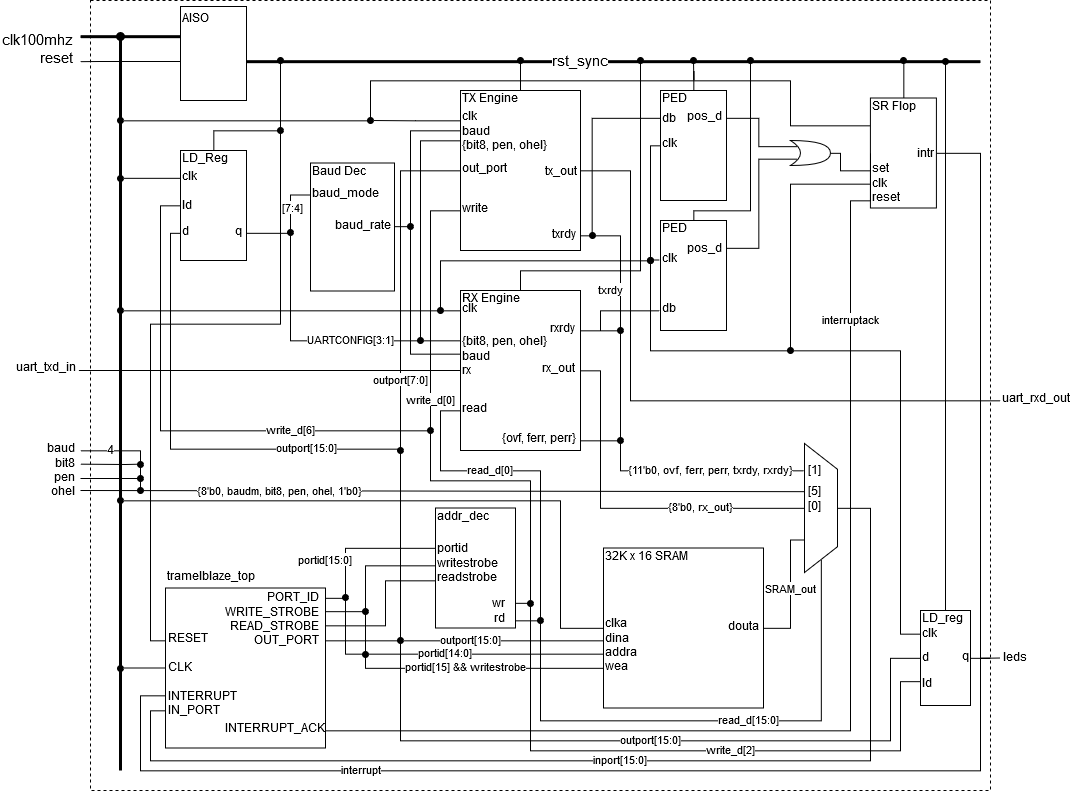 AISO
clk100mhz
reset
rst_sync
TX Engine
clk
baud
{bit8, pen, ohel}
out_port
write
tx_out
txrdy
PED
pos_d
db
clk
SR Flop
intr
set
clk
reset
LD_Reg
clk
ld
d
q
[7:4]
Baud Dec
baud_mode
baud_rate
PED
pos_d
clk
db
txrdy
RX Engine
clk
rxrdy
{bit8, pen, ohel}
baud
rx
rx_out
read
{ovf, ferr, perr}
UARTCONFIG[3:1]
interruptack
uart_txd_in
outport[7:0]
write_d[0]
uart_rxd_out
write_d[6]
outport[15:0]
baud
4
bit8
pen
ohel
{8'b0, baudm, bit8, pen, ohel, 1'b0}
read_d[0]
{11'b0, ovf, ferr, perr, txrdy, rxrdy}
[1]
[5]
[0]
{8'b0, rx_out}
addr_dec
portid
writestrobe
readstrobe
wr
rd
portid[15:0]
32K x 16 SRAM
clka
dina
addra
wea
douta
SRAM_out
tramelblaze_top
PORT_ID
WRITE_STROBE
READ_STROBE
OUT_PORT
RESET
CLK
INTERRUPT
IN_PORT
INTERRUPT_ACK
outport[15:0]
portid[14:0]
portid[15] && writestrobe
LD_reg
clk
d
q
ld
leds
read_d[15:0]
outport[15:0]
write_d[2]
inport[15:0]
interrupt